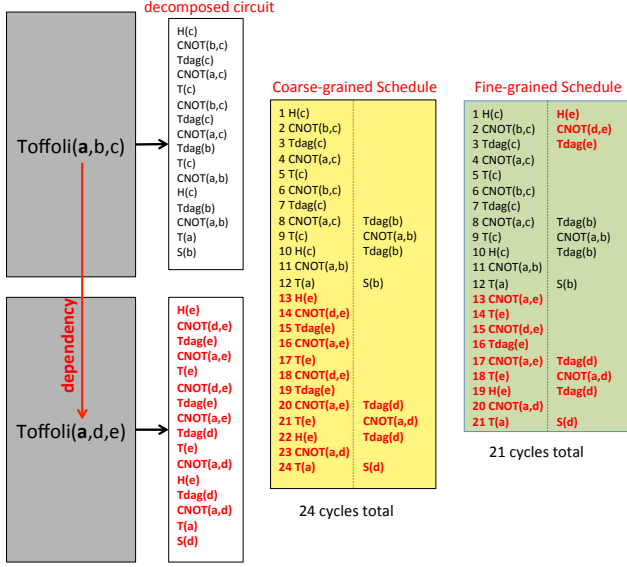 decomposed circuit
Toffoli(a,b,c)
dependency
Toffoli(a,d,e)
H(c)
CNOT(b,c)
Tdag(c)
CNOT(a,c)
T(c)
CNOT(b,c)
Tdag(c)
CNOT(a,c)
Tdag(b)
T(c)
CNOT(a,b)
H(c)
Tdag(b)
CNOT(a,b)
T(a)
S(b)
H(e)
CNOT(d,e)
Tdag(e)
CNOT(a,e)
T(e)
CNOT(d,e)
Tdag(e)
CNOT(a,e)
Tdag(d)
T(e)
CNOT(a,d)
H(e)
Tdag(d)
CNOT(a,d)
T(a)
S(d)
Coarse-grained Schedule
1 H(c)
2 CNOT(b,c)
3 Tdag(c)
4 CNOT(a,c)
5 T(c)
6 CNOT(b,c)
7 Tdag(c)
8 CNOT(a,c) Tdag(b)
9 T(c) CNOT(a,b)
10 H(c) Tdag(b)
11 CNOT(a,b)
12 T(a) S(b)
13 H(e)
14 CNOT(d,e)
15 Tdag(e)
16 CNOT(a,e)
17 T(e)
18 CNOT(d,e)
19 Tdag(e)
20 CNOT(a,e) Tdag(d)
21 T(e) CNOT(a,d)
22 H(e) Tdag(d)
23 CNOT(a,d)
24 T(a) S(d)
24 cycles total
Fine-grained Schedule
1 H(c) H(e)
2 CNOT(b,c) CNOT(d,e)
3 Tdag(c) Tdag(e)
4 CNOT(a,c)
5 T(c)
6 CNOT(b,c)
7 Tdag(c)
8 CNOT(a,c) Tdag(b)
9 T(c) CNOT(a,b)
10 H(c) Tdag(b)
11 CNOT(a,b)
12 T(a) S(b)
13 CNOT(a,e)
14 T(e)
15 CNOT(d,e)
16 Tdag(e)
17 CNOT(a,e) Tdag(d)
18 T(e) CNOT(a,d)
19 H(e) Tdag(d)
20 CNOT(a,d)
21 T(a) S(d)
21 cycles total